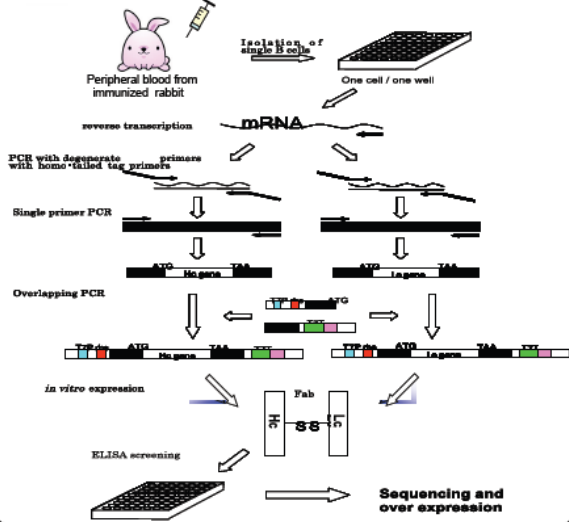 Isolation of
single B cells
Peripheral blood from
immunized rabbit
One cell / one well
reverse transcription
mRNA
PCR with degenerate primers
with homo-tailed tag primers
Single primer PCR
ATG TAA
Hc gene
ATG TAA
Lc gene
Overlapping PCR
ATG
ATG TAA
Hc gene
ATG TAA
Lc gene
in vitro expression
Fab
Hc
SS
Lc
ELISA screening
Sequencing and
over expression